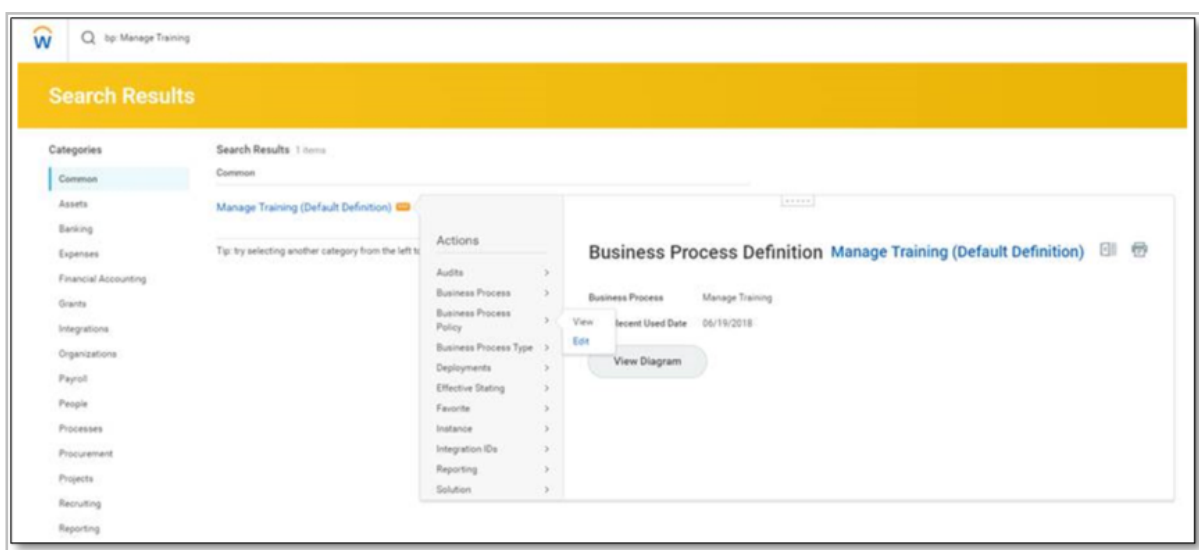 W
bp: Manage Training
Search Results
Categories
Common
Assets
Banking
Expenses
Financial Accounting
Grants
Integrations
Organizations
Payroll
People
Processes
Procurement
Projects
Recruiting
Reporting
Search Results 1 items
Common
Manage Training (Default Definition)
Tip: try selecting another category from the left to
Actions
Audits
Business Process
Business Process
Policy
Business Process Type
Deployments
Effective Stating
Favorite
Instance
Integration IDs
Reporting
Solution
View
Edit
Business Process Definition Manage Training (Default Definition)
Business Process Manage Training
Recent Used Date 06/19/2018
View Diagram